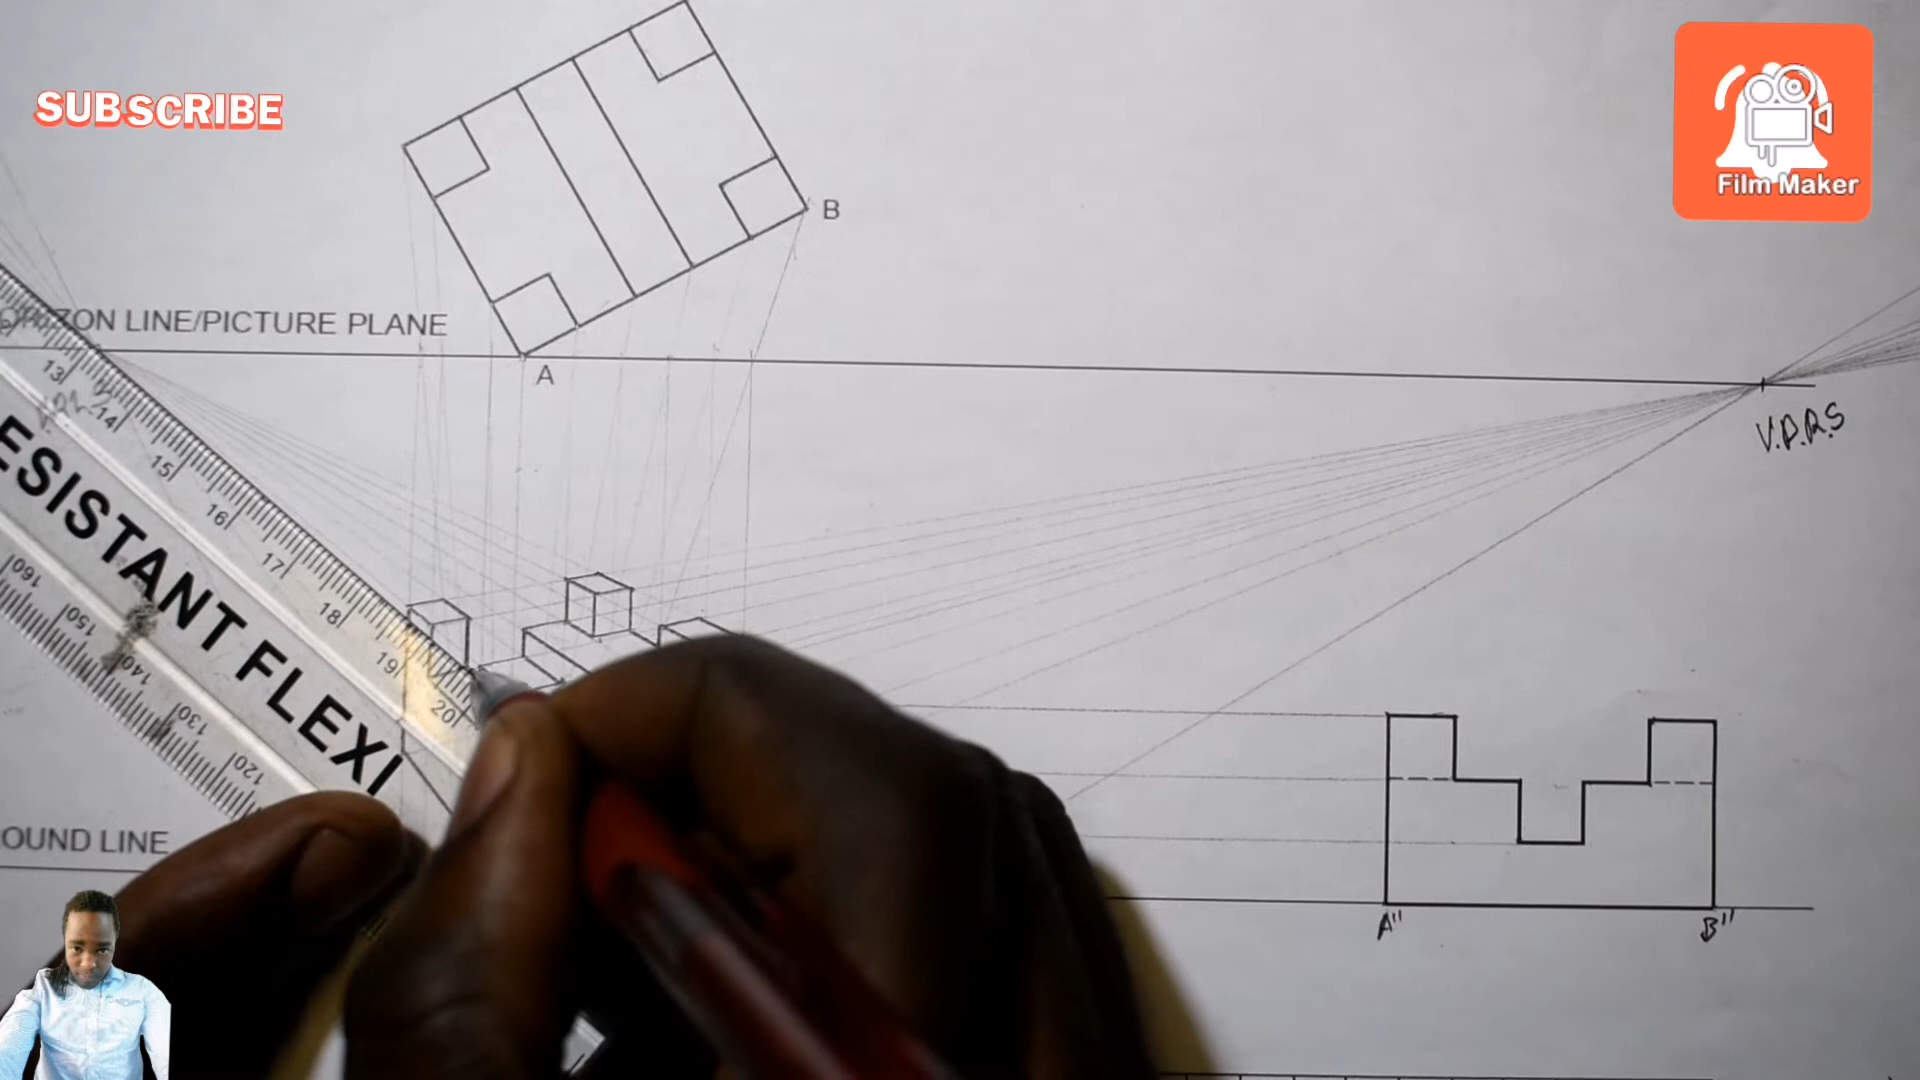 SUBSCRIBE
Film Maker
B
ON LINE/PICTURE PLANE
A
V.P.R.S
13
14
15
16
17
18
19
20
ESISTANT FLEXI
160
150
140
130
120
OUND LINE
A"
B"